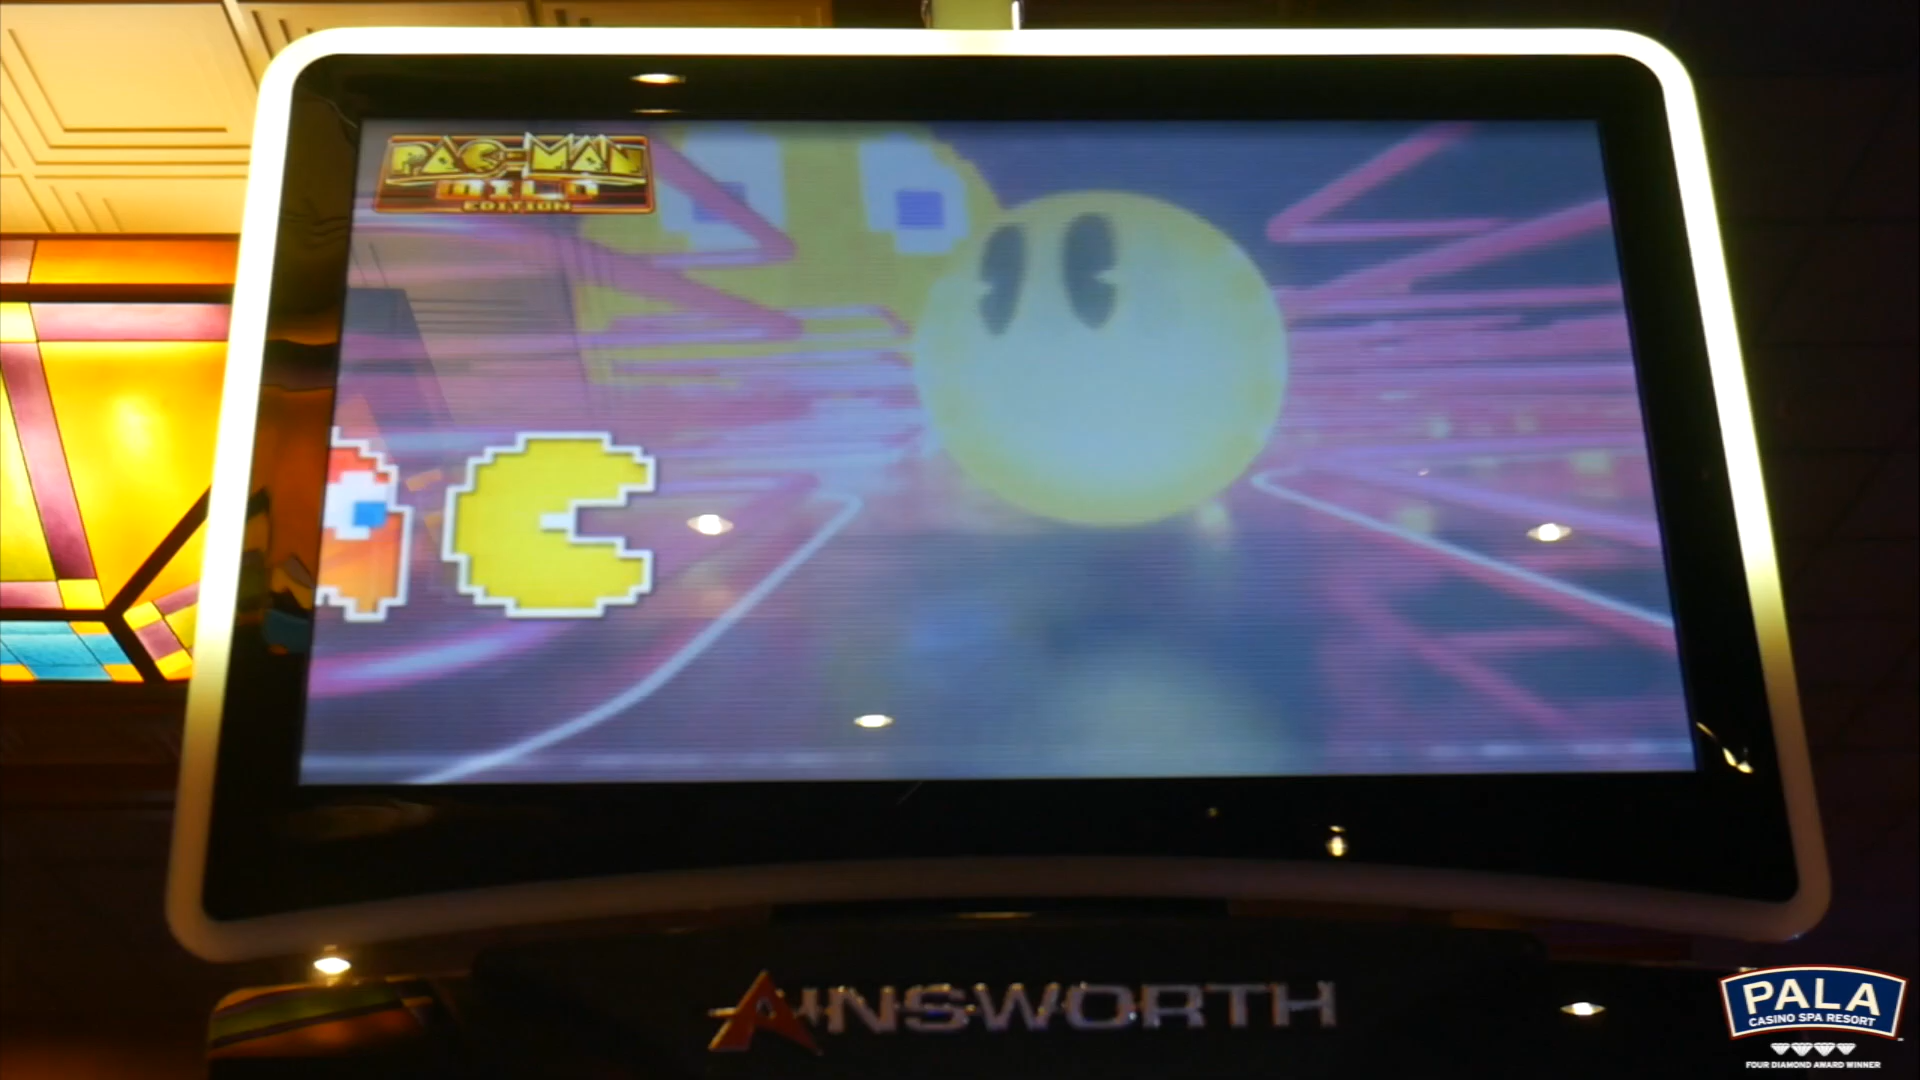 PAC-MAN
WILD
EDITION
AINSWORTH
PALA
CASINO SPA RESORT
FOUR DIAMOND AWARD WINNER